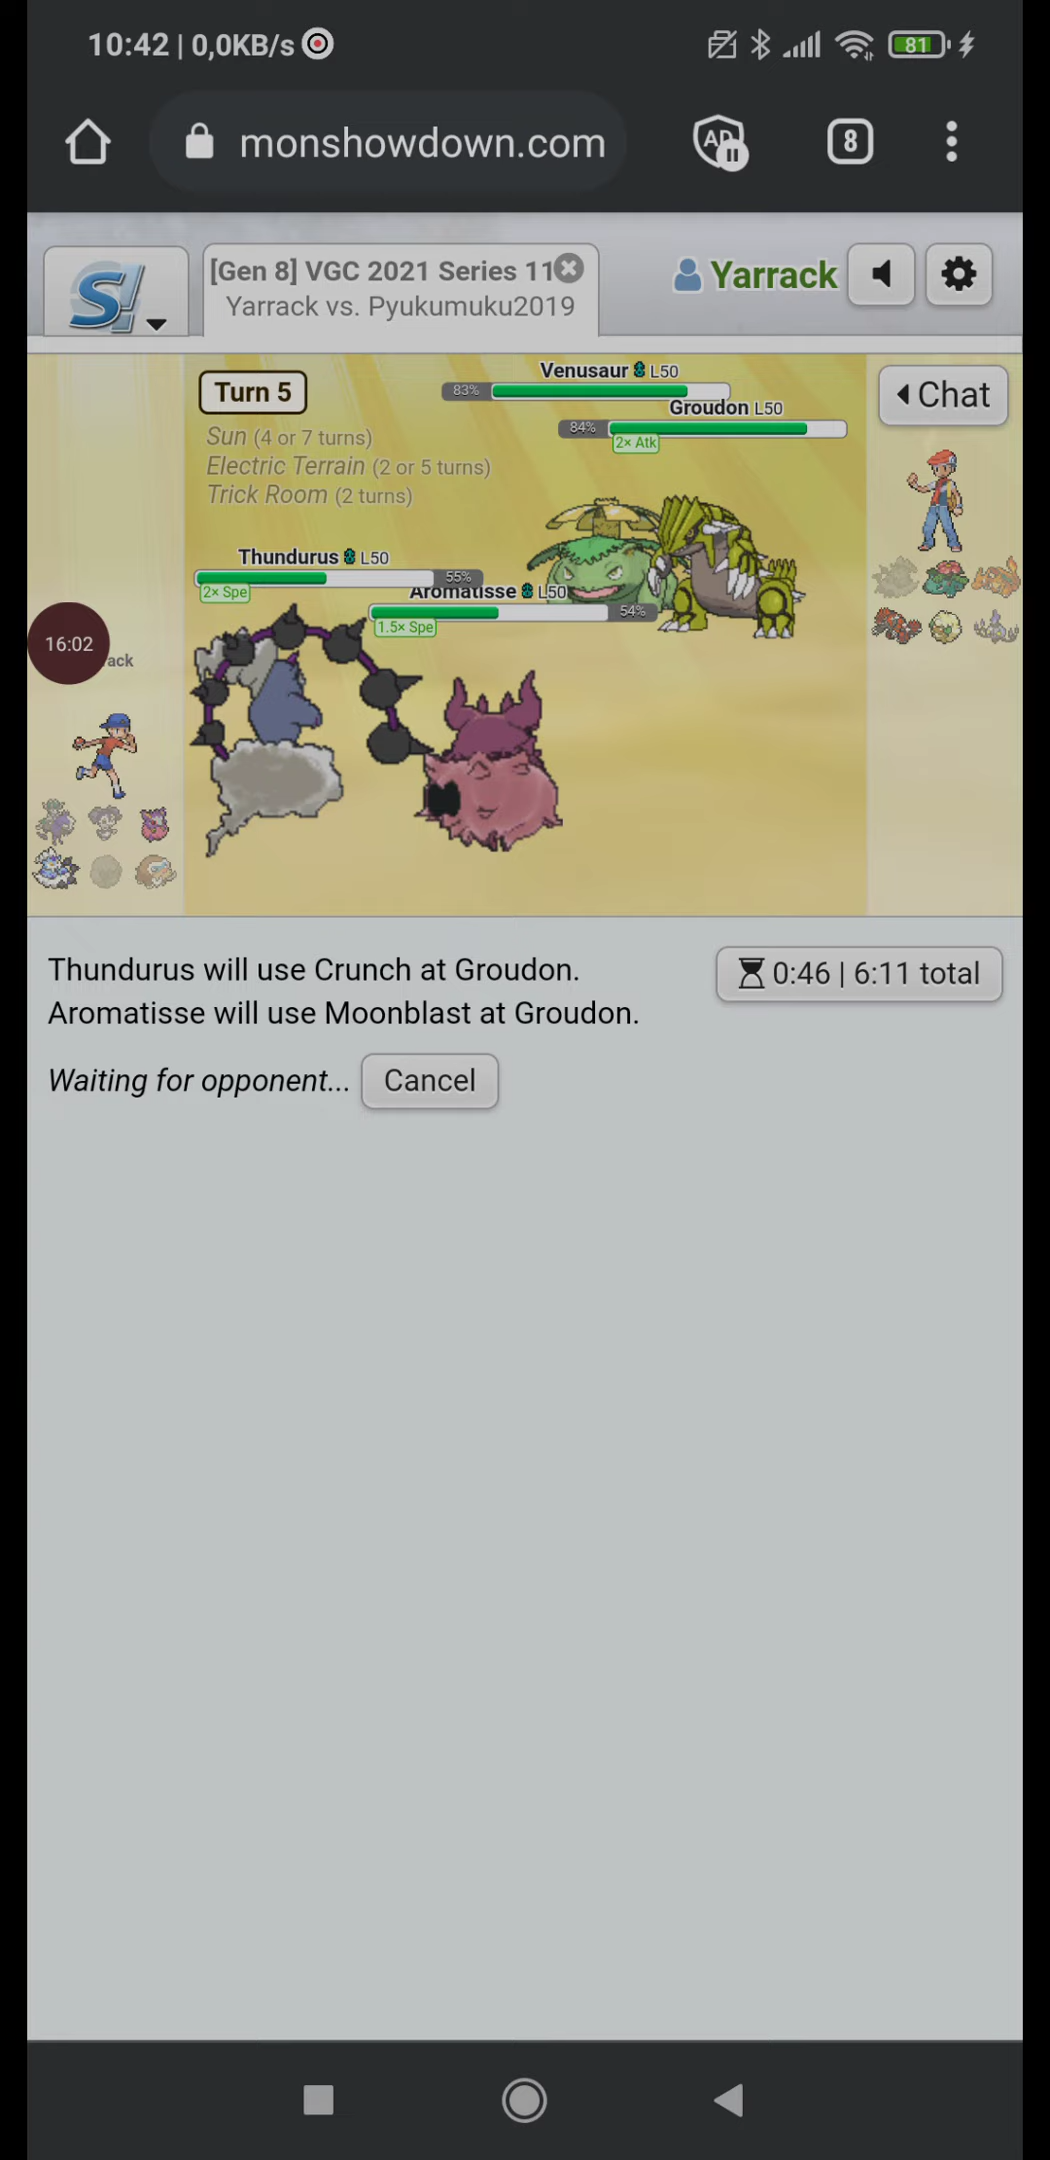 10:42 | 0,0KB/s
81
monshowdown.com
AD
8
S!
[Gen 8] VGC 2021 Series 11
Yarrack vs. Pyukumuku2019
Yarrack
Turn 5
Sun (4 or 7 turns)
Electric Terrain (2 or 5 turns)
Trick Room (2 turns)
Venusaur L50
83%
Groudon L50
84%
2× Atk
Chat
Thundurus L50
55%
2× Spe
Aromatisse L50
54%
1.5× Spe
16:02
ack
Thundurus will use Crunch at Groudon.
Aromatisse will use Moonblast at Groudon.
0:46 | 6:11 total
Waiting for opponent...
Cancel